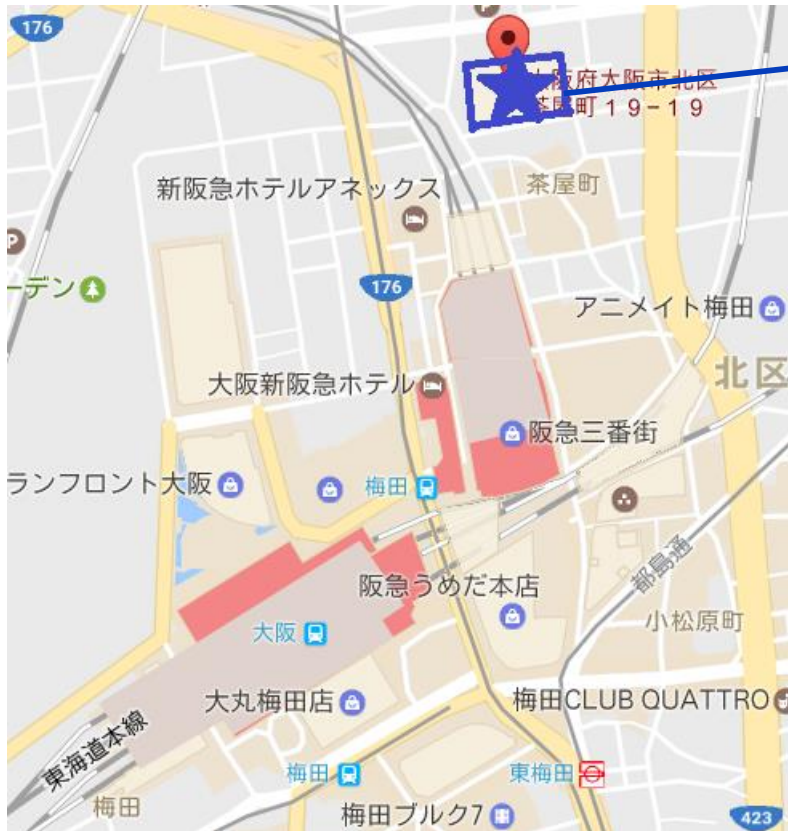 176
大阪府大阪市北区
茶屋町19-19
新阪急ホテルアネックス
茶屋町
P
ーデン
176
アニメイト梅田
大阪新阪急ホテル
北区
阪急三番街
ランフロント大阪
梅田
阪急うめだ本店
都島通
大阪
小松原町
大丸梅田店
梅田CLUB QUATTRO
東海道本線
梅田
東梅田
梅田
梅田ブルク7
423